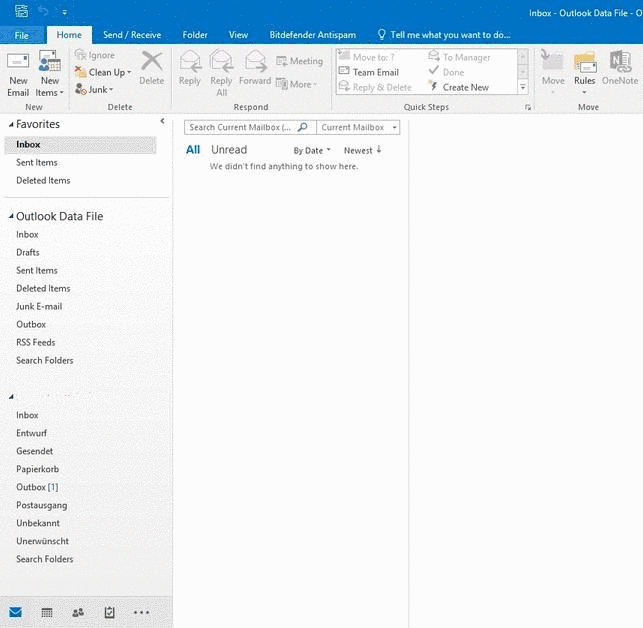 Inbox - Outlook Data File - O
File Home Send / Receive Folder View Bitdefender Antispam Tell me what you want to do...
New Email
New Items
Ignore
Clean Up
Junk
Delete
Reply
Reply All
Forward
Meeting
More
Move to: ?
Team Email
Reply & Delete
To Manager
Done
Create New
Move
Rules
OneNote
New Delete Respond Quick Steps Move
Favorites
Inbox
Sent Items
Deleted Items
Outlook Data File
Inbox
Drafts
Sent Items
Deleted Items
Junk E-mail
Outbox
RSS Feeds
Search Folders
Inbox
Entwurf
Gesendet
Papierkorb
Outbox [1]
Postausgang
Unbekannt
Unerwünscht
Search Folders
Search Current Mailbox (... Current Mailbox
All Unread By Date Newest
We didn't find anything to show here.